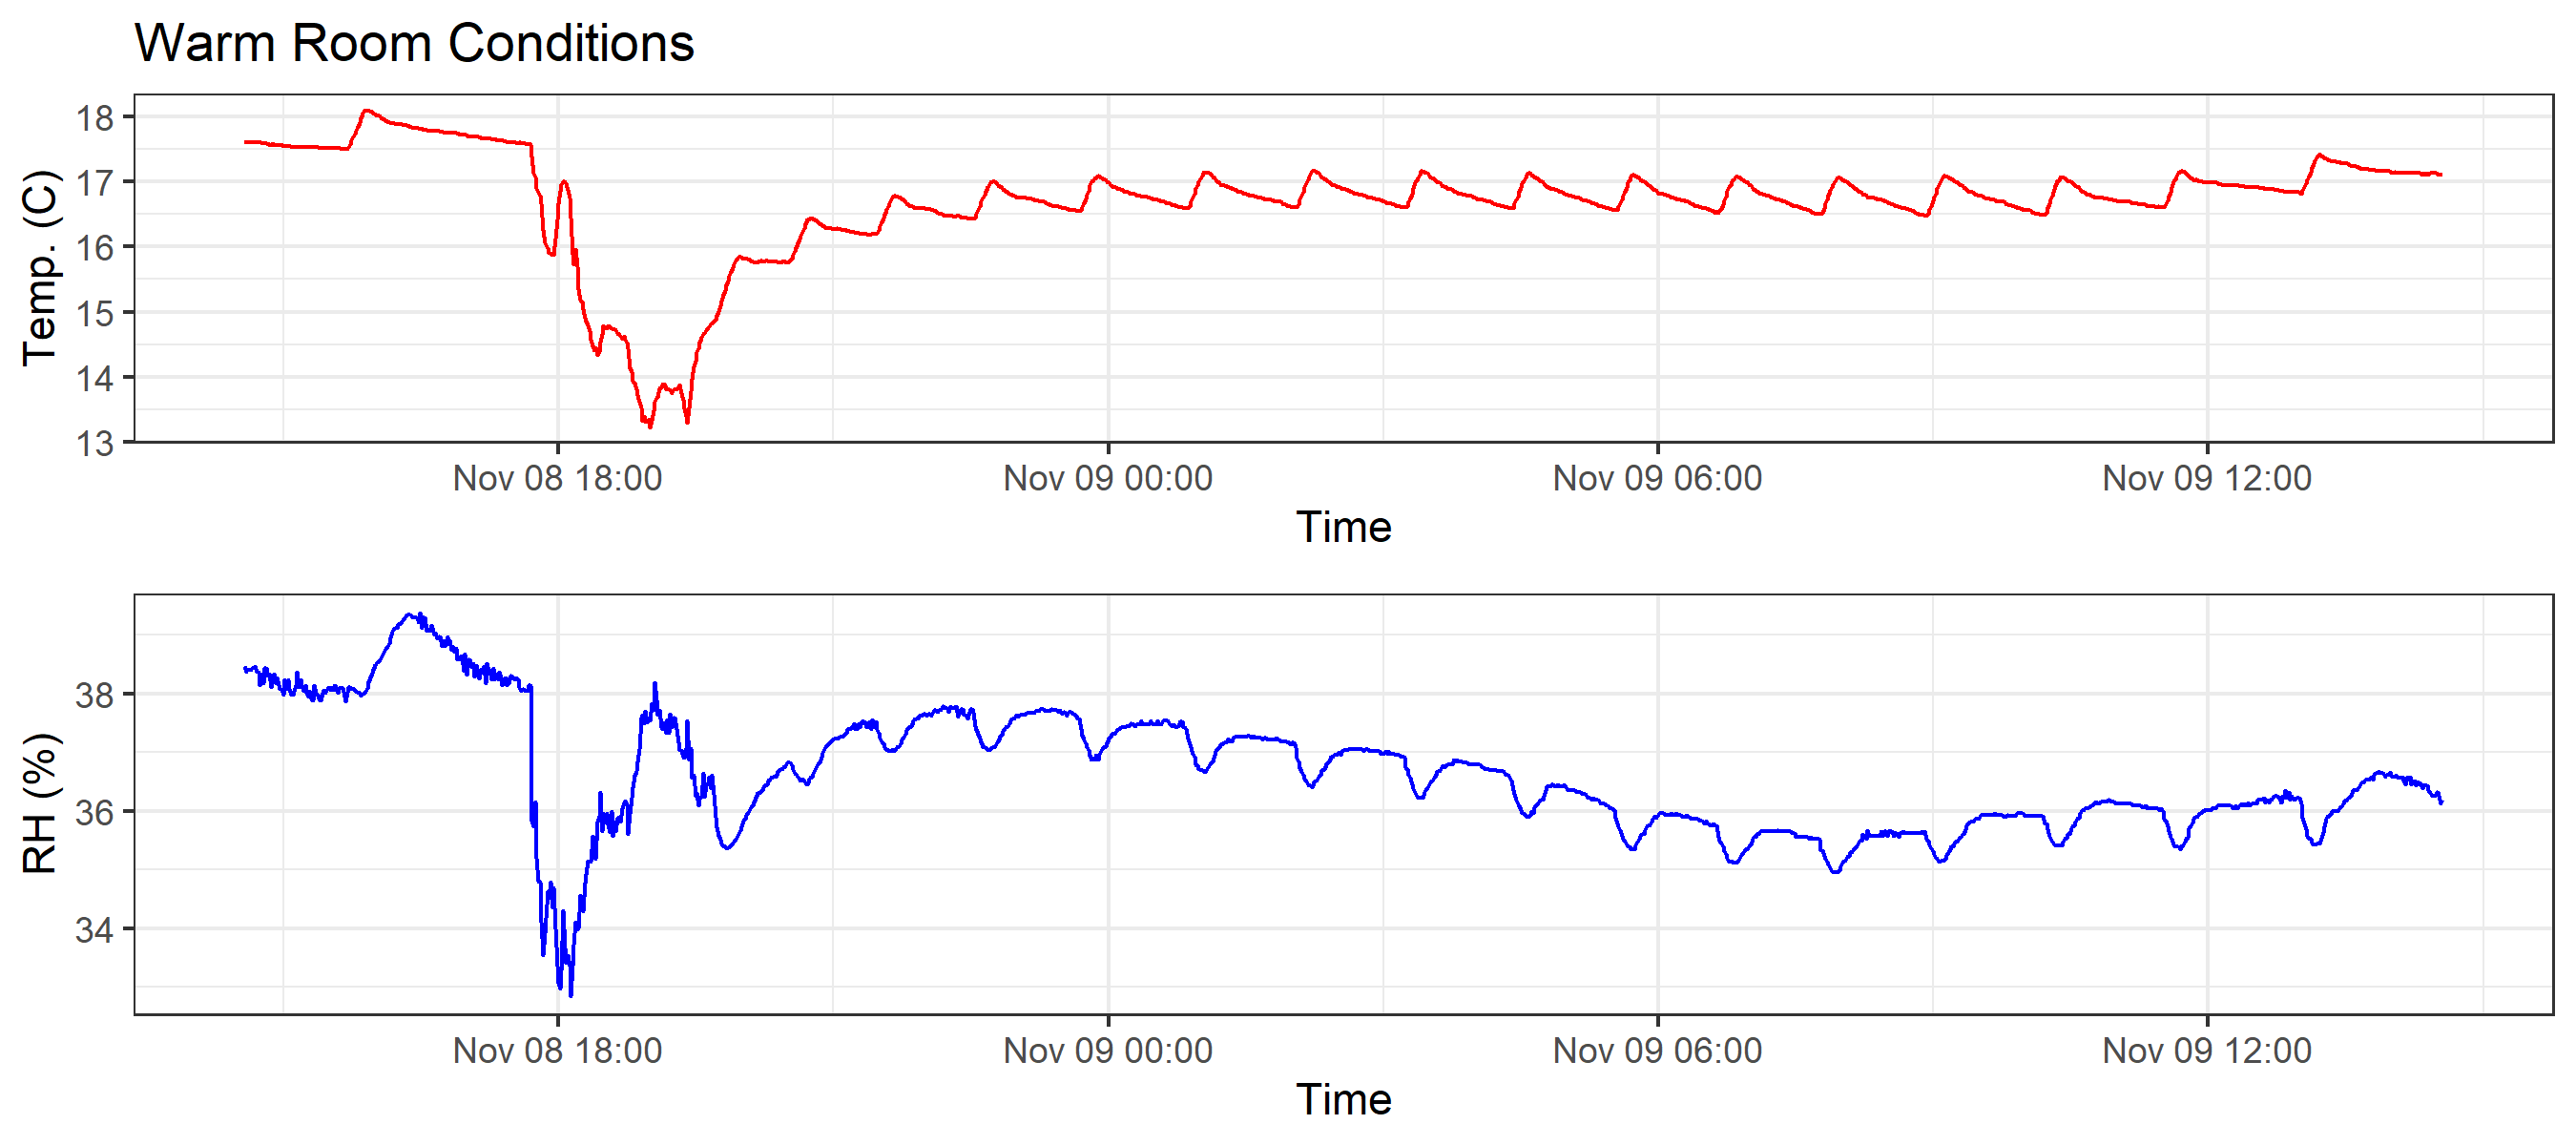 Warm Room Conditions
Temp. (C)
18
17
16
15
14
13
Nov 08 18:00 Nov 09 00:00 Nov 09 06:00 Nov 09 12:00
Time
RH (%)
38
36
34
Nov 08 18:00 Nov 09 00:00 Nov 09 06:00 Nov 09 12:00
Time